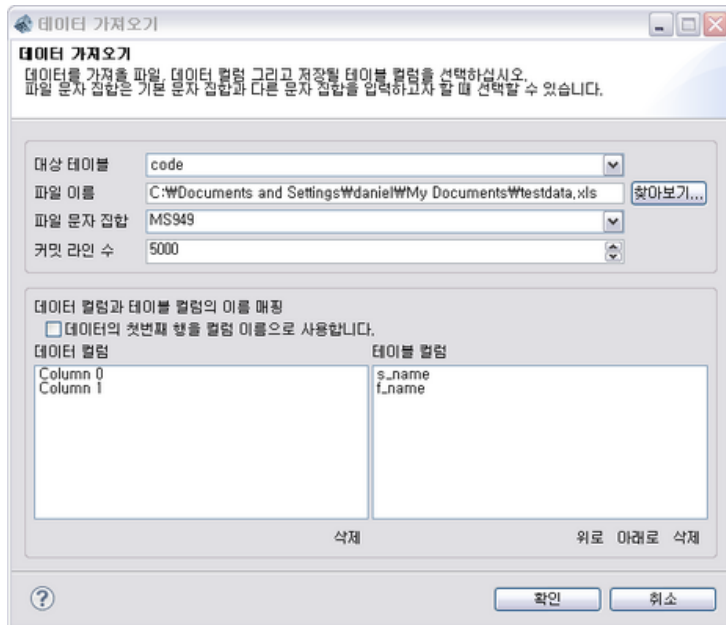 데이터 가져오기
데이터 가져오기
데이터를 가져올 파일, 데이터 컬럼 그리고 저장될 테이블 컬럼을 선택하십시오.
파일 문자 집합은 기본 문자 집합과 다른 문자 집합을 입력하고자 할 때 선택할 수 있습니다.
대상 테이블 code
파일 이름 C:₩Documents and Settings₩daniel₩My Documents₩testdata.xls 찾아보기...
파일 문자 집합 MS949
커밋 라인 수 5000
데이터 컬럼과 테이블 컬럼의 이름 매핑
데이터의 첫번째 행을 컬럼 이름으로 사용합니다.
데이터 컬럼 테이블 컬럼
Column 0 s_name
Column 1 f_name
삭제 위로 아래로 삭제
? 확인 취소